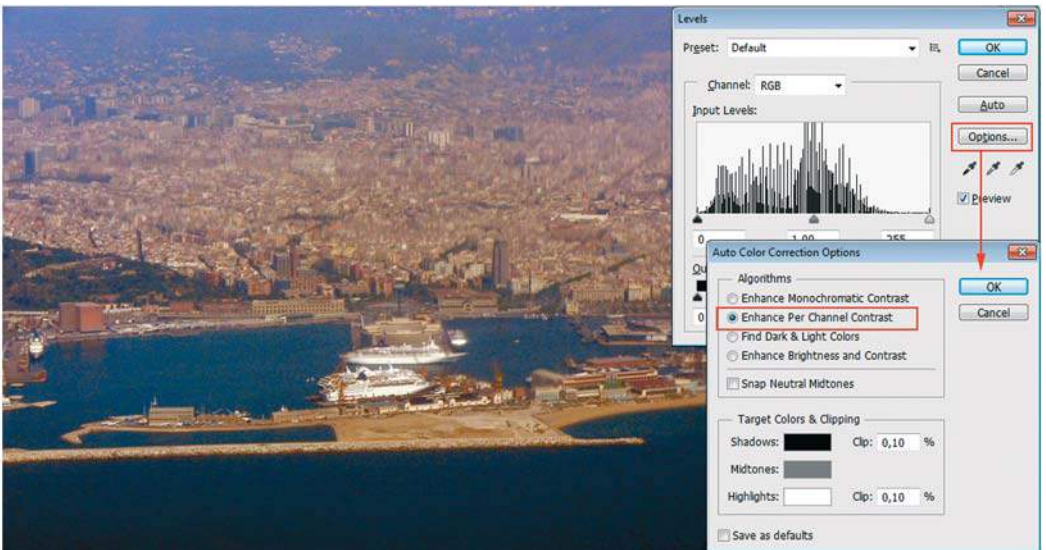 Levels
Preset: Default
OK
Cancel
Channel: RGB
Auto
Input Levels:
Options...
Preview
0 1,00 255
Auto Color Correction Options
Algorithms
OK
Enhance Monochromatic Contrast
Cancel
Enhance Per Channel Contrast
0
Find Dark & Light Colors
Enhance Brightness and Contrast
Snap Neutral Midtones
Target Colors & Clipping
Shadows: Clip: 0,10 %
Midtones:
Highlights: Clip: 0,10 %
Save as defaults